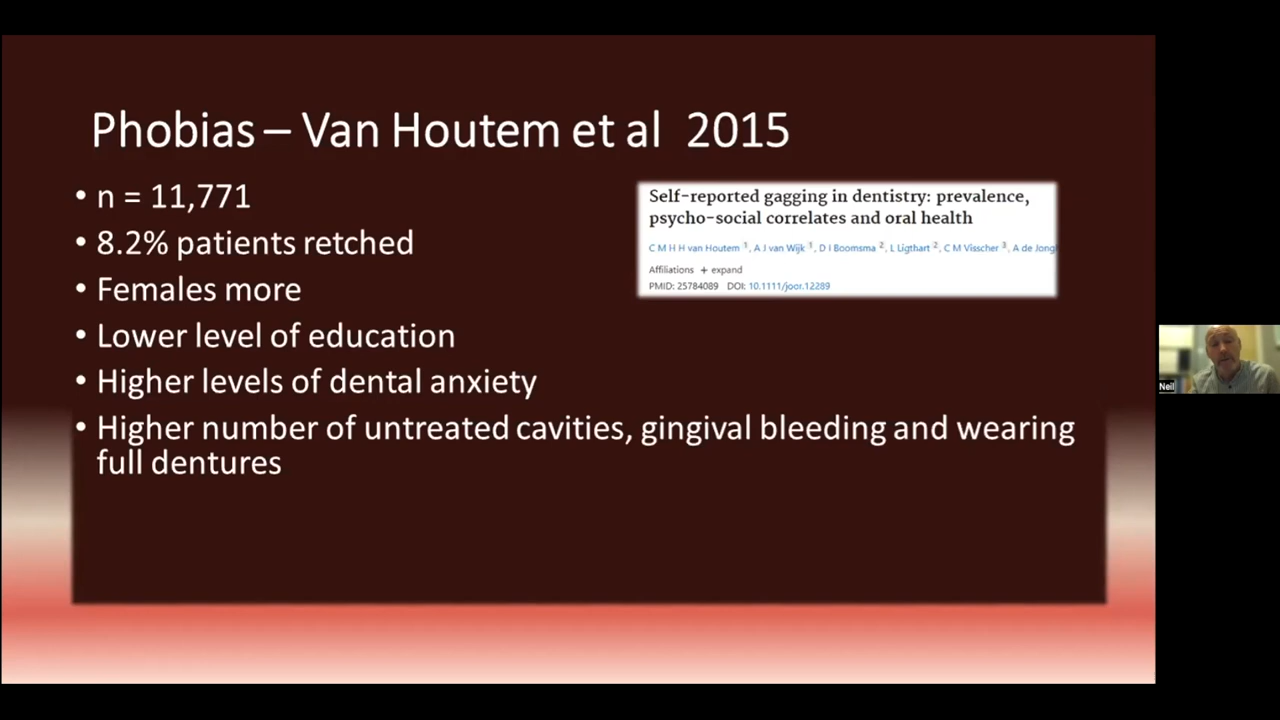 Phobias – Van Houtem et al  2015
• n = 11,771
• 8.2% patients retched
• Females more
• Lower level of education
• Higher levels of dental anxiety
• Higher number of untreated cavities, gingival bleeding and wearing
full dentures
Self-reported gagging in dentistry: prevalence,
psycho-social correlates and oral health
C M H H van Houtem 1, A J van Wijk 1, D I Boomsma 2, L Ligthart 2, C M Visscher 3, A de Jong
Affiliations + expand
PMID: 25784089 DOI: 10.1111/joor.12289
Neil